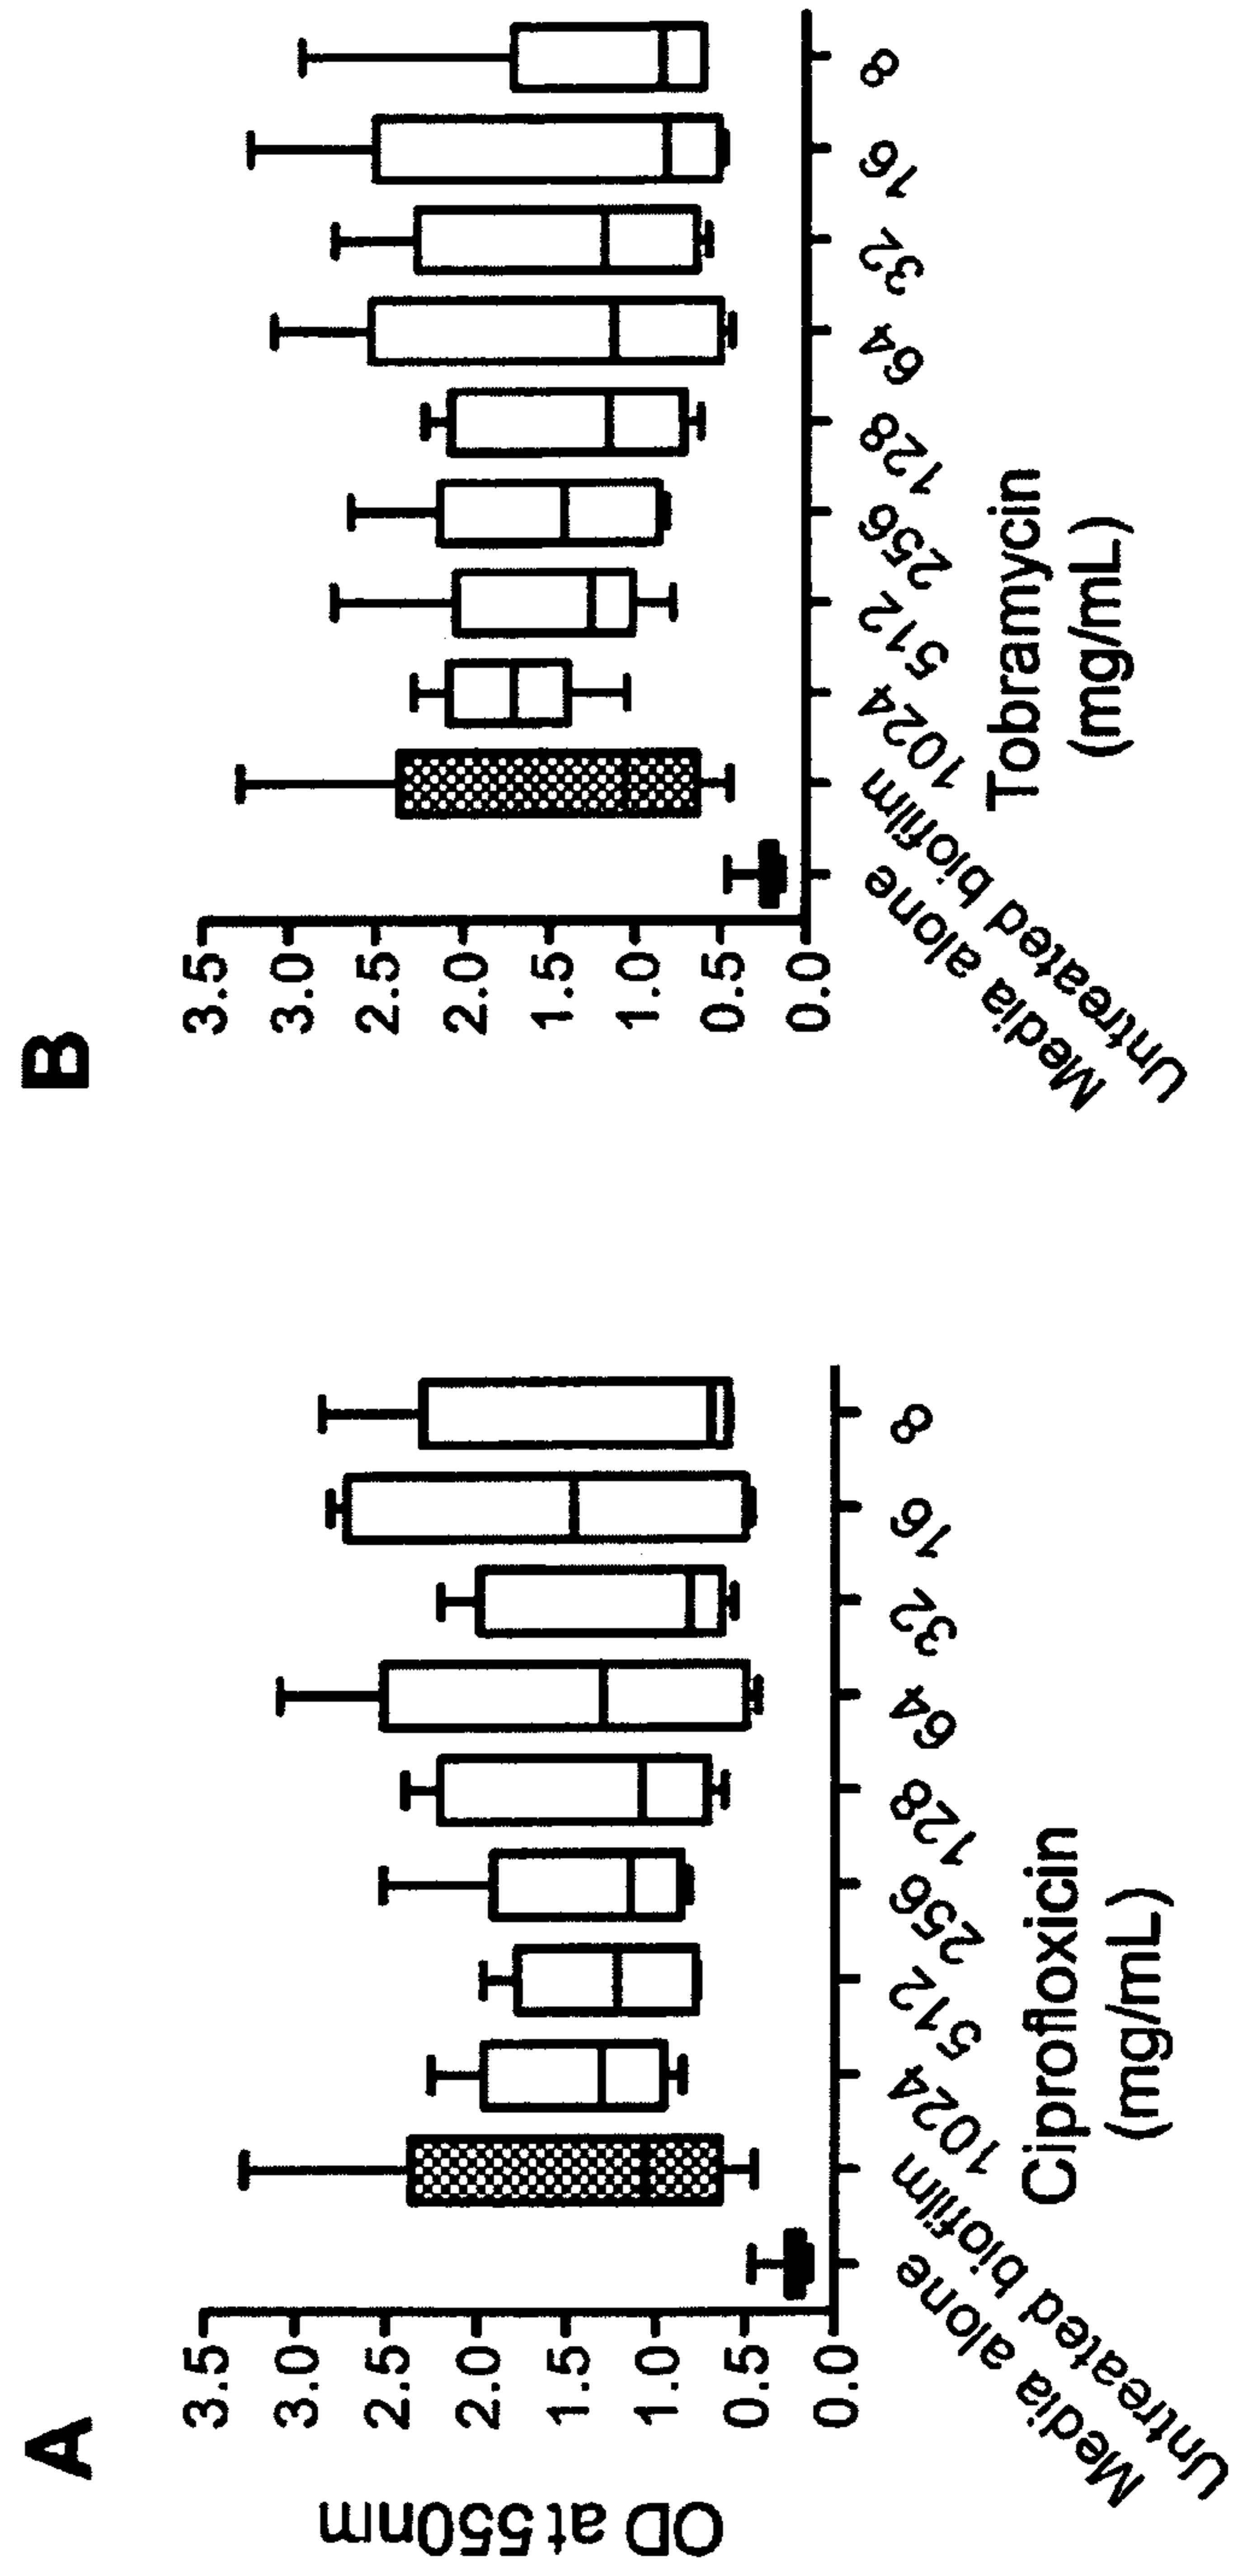 A
OD at 550nm
3.5
3.0
2.5
2.0
1.5
1.0
0.5
0.0
Media alone
Untreated biofilm
1024
512
256
128
64
32
16
8
Ciprofloxicin
(mg/mL)
B
3.5
3.0
2.5
2.0
1.5
1.0
0.5
0.0
Media alone
Untreated biofilm
1024
512
256
128
64
32
16
8
Tobramycin
(mg/mL)